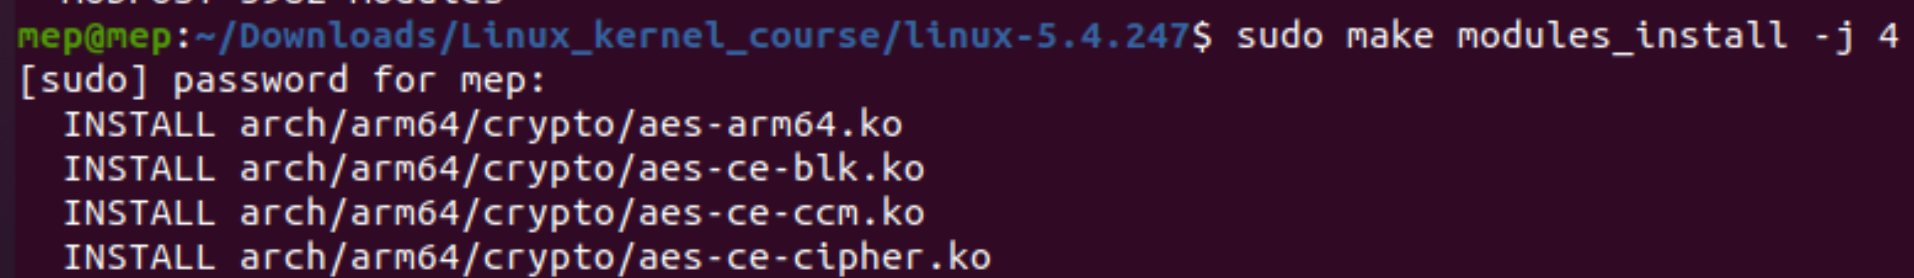 mep@mep:~/Downloads/Linux_kernel_course/linux-5.4.247$ sudo make modules_install -j 4
[sudo] password for mep:
  INSTALL arch/arm64/crypto/aes-arm64.ko
  INSTALL arch/arm64/crypto/aes-ce-blk.ko
  INSTALL arch/arm64/crypto/aes-ce-ccm.ko
  INSTALL arch/arm64/crypto/aes-ce-cipher.ko